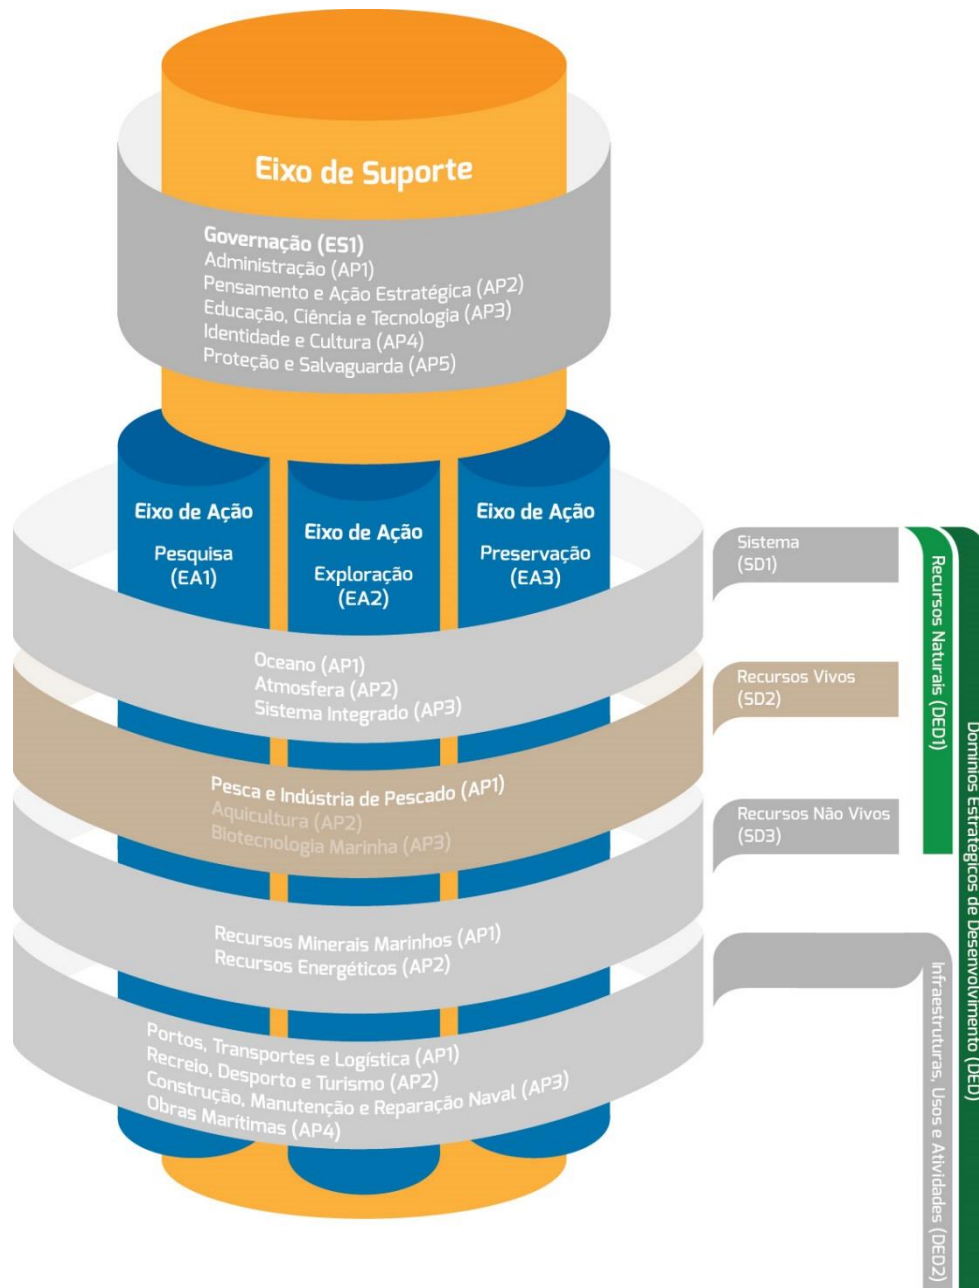 Eixo de Suporte
Governação (ES1)
Administração (AP1)
Pensamento e Ação Estratégica (AP2)
Educação, Ciência e Tecnologia (AP3)
Identidade e Cultura (AP4)
Proteção e Salvaguarda (AP5)
Eixo de Ação
Pesquisa
(EA1)
Eixo de Ação
Exploração
(EA2)
Eixo de Ação
Preservação
(EA3)
Oceano (AP1)
Atmosfera (AP2)
Sistema Integrado (AP3)
Sistema
(SD1)
Pesca e Indústria de Pescado (AP1)
Aquicultura (AP2)
Biotecnologia Marinha (AP3)
Recursos Vivos
(SD2)
Recursos Minerais Marinhos (AP1)
Recursos Energéticos (AP2)
Recursos Não Vivos
(SD3)
Portos, Transportes e Logística (AP1)
Recreio, Desporto e Turismo (AP2)
Construção, Manutenção e Reparação Naval (AP3)
Obras Marítimas (AP4)
Recursos Naturais (DED1)
Infraestruturas, Usos e Atividades (DED2)
Domínios Estratégicos de Desenvolvimento (DED)